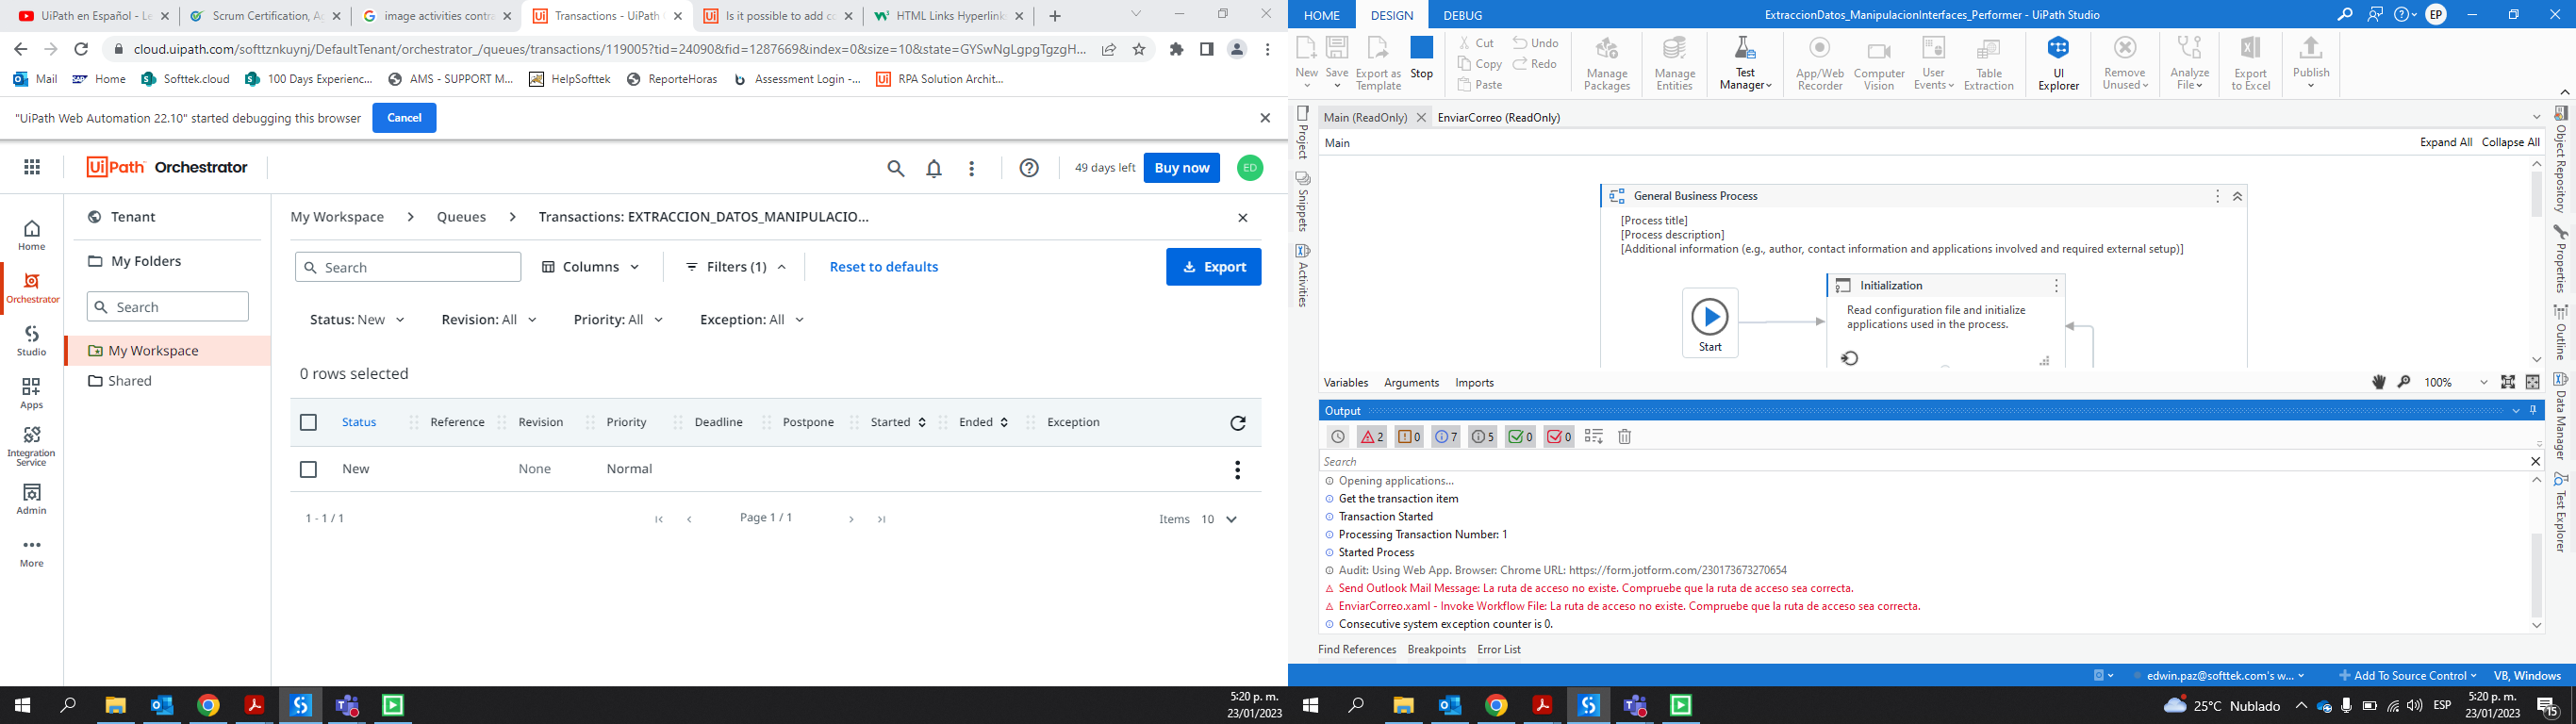 UiPath en Español - Le
Scrum Certification, A
image activities contra
Transactions - UiPath
Is it possible to add co
HTML Links Hyperlink
cloud.uipath.com/softtznkuynj/DefaultTenant/orchestrator_/queues/transactions/119005?tid=24090&fid=1287669&index=0&size=10&state=GYSwNgLgpgTgzgH...
Mail
Home
Softtek.cloud
100 Days Experienc...
AMS - SUPPORT M...
HelpSofttek
ReporteHoras
Assessment Login -...
RPA Solution Archit...
"UiPath Web Automation 22.10" started debugging this browser
Cancel
UiPath Orchestrator
49 days left
Buy now
ED
Home
Orchestrator
Studio
Apps
Integration Service
Admin
More
Tenant
My Folders
Search
My Workspace
Shared
My Workspace > Queues > Transactions: EXTRACCION_DATOS_MANIPULACIO...
Search
Columns
Filters (1)
Reset to defaults
Export
Status: New
Revision: All
Priority: All
Exception: All
0 rows selected
Status Reference Revision Priority Deadline Postpone Started Ended Exception
New None Normal
1 - 1 / 1
Page 1 / 1
Items 10
5:20 p. m.
23/01/2023
HOME
DESIGN
DEBUG
ExtraccionDatos_ManipulacionInterfaces_Performer - UiPath Studio
EP
New
Save
Export as Template
Stop
Cut
Copy
Paste
Undo
Redo
Manage Packages
Manage Entities
Test Manager
App/Web Recorder
Computer Vision
User Events
Table Extraction
UI Explorer
Remove Unused
Analyze File
Export to Excel
Publish
Project
Snippets
Activities
Main (ReadOnly)
EnviarCorreo (ReadOnly)
Main
Expand All
Collapse All
General Business Process
[Process title]
[Process description]
[Additional information (e.g., author, contact information and applications involved and required external setup)]
Start
Initialization
Read configuration file and initialize
applications used in the process.
Variables
Arguments
Imports
100%
Output
2
0
7
5
0
0
Search
Opening applications...
Get the transaction item
Transaction Started
Processing Transaction Number: 1
Started Process
Audit: Using Web App. Browser: Chrome URL: https://form.jotform.com/230173673270654
Send Outlook Mail Message: La ruta de acceso no existe. Compruebe que la ruta de acceso sea correcta.
EnviarCorreo.xaml - Invoke Workflow File: La ruta de acceso no existe. Compruebe que la ruta de acceso sea correcta.
Consecutive system exception counter is 0.
Find References
Breakpoints
Error List
Object Repository
Properties
Outline
Data Manager
Test Explorer
edwin.paz@softtek.com's w...
Add To Source Control
VB, Windows
25°C Nublado
ESP
5:20 p. m.
23/01/2023
15